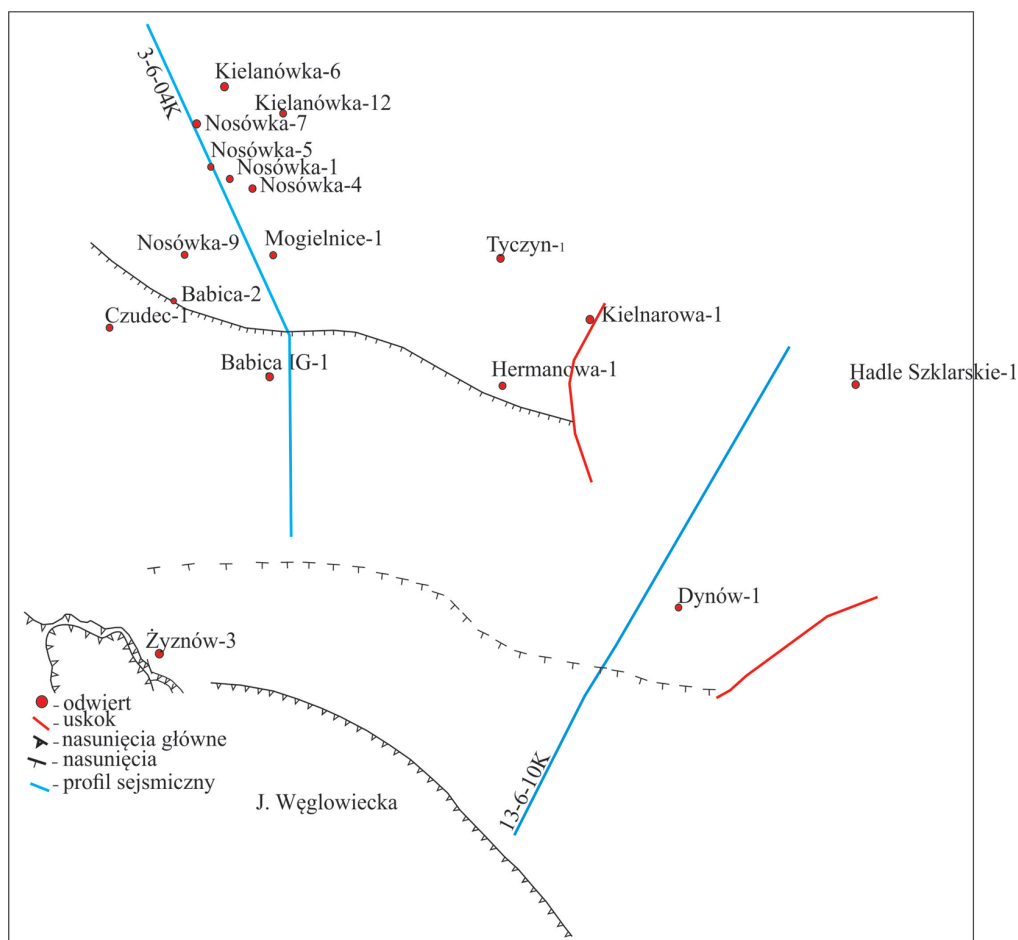 3-6-04K
Kielanówka-6
Kielanówka-12
Nosówka-7
Nosówka-5
Nosówka-1
Nosówka-4
Nosówka-9
Mogielnice-1
Tyczyn-1
Babica-2
Czudec-1
Kielnarowa-1
Babica IG-1
Hermanowa-1
Hadle Szklarskie-1
Dynów-1
Żyznów-3
- odwiert
- uskok
- nasunięcia główne
- nasunięcia
- profil sejsmiczny
J. Węglowiecka
13-6-10K